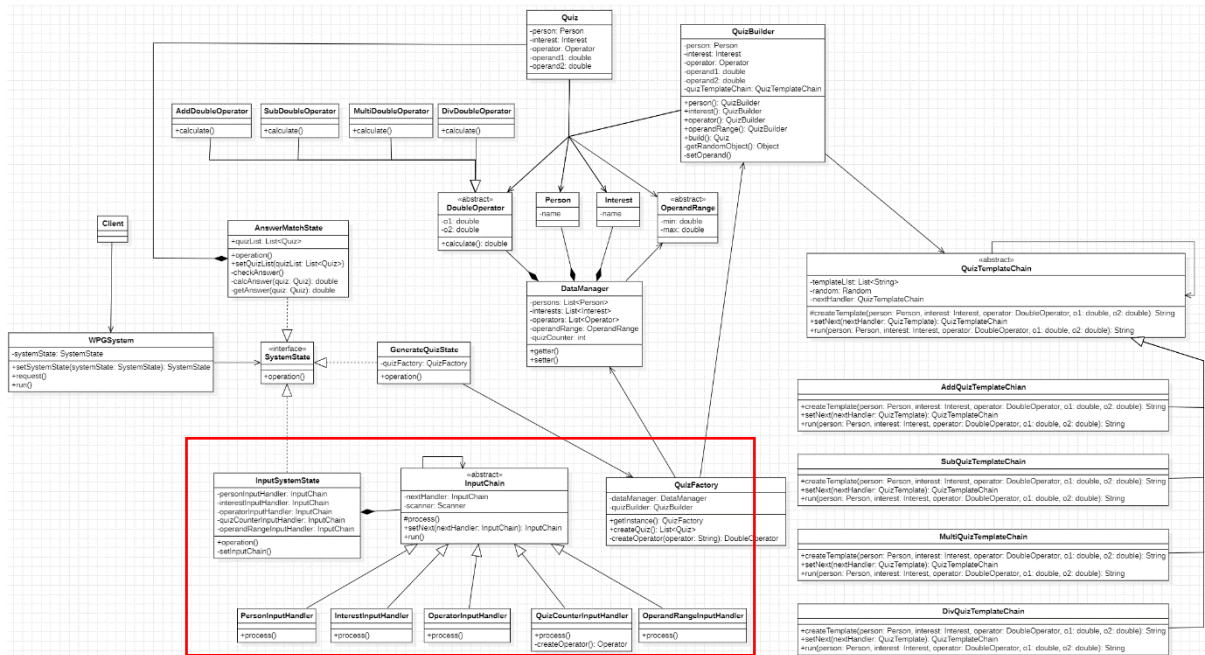 Quiz
-person: Person
-interest: Interest
-operator: Operator
-operand1: double
-operand2: double
QuizBuilder
-person: Person
-interest: Interest
-operator: Operator
-operand1: double
-operand2: double
-quizTemplateChain: QuizTemplateChain
+person(): QuizBuilder
+interest(): QuizBuilder
+operator(): QuizBuilder
+operandRange(): QuizBuilder
+build(): Quiz
-getRandomObject(): Object
-setOperand()
AddDoubleOperator
+calculate()
SubDoubleOperator
+calculate()
MultiDoubleOperator
+calculate()
DivDoubleOperator
+calculate()
«abstract»
DoubleOperator
-o1: double
-o2: double
+calculate(): double
Person
-name
Interest
-name
«abstract»
OperandRange
-min: double
-max: double
Client
AnswerMatchState
+quizList: List<Quiz>
+operation()
+setQuizList(quizList: List<Quiz>)
-checkAnswer()
-calcAnswer(quiz: Quiz): double
-getAnswer(quiz: Quiz): double
DataManager
-persons: List<Person>
-interests: List<Interest>
-operators: List<Operator>
-operandRange: OperandRange
-quizCounter: int
+getter()
+setter()
«abstract»
QuizTemplateChain
-templateList: List<String>
-random: Random
-nextHandler: QuizTemplateChain
#createTemplate(person: Person, interest: Interest, operator: DoubleOperator, o1: double, o2: double): String
+setNext(nextHandler: QuizTemplate): QuizTemplateChain
+run(person: Person, interest: Interest, operator: DoubleOperator, o1: double, o2: double): String
WPGSystem
-systemState: SystemState
+setSystemState(systemState: SystemState): SystemState
+request()
+run()
«interface»
SystemState
+operation()
GenerateQuizState
-quizFactory: QuizFactory
+operation()
AddQuizTemplateChian
+createTemplate(person: Person, interest: Interest, operator: DoubleOperator, o1: double, o2: double): String
+setNext(nextHandler: QuizTemplate): QuizTemplateChain
+run(person: Person, interest: Interest, operator: DoubleOperator, o1: double, o2: double): String
SubQuizTemplateChain
+createTemplate(person: Person, interest: Interest, operator: DoubleOperator, o1: double, o2: double): String
+setNext(nextHandler: QuizTemplate): QuizTemplateChain
+run(person: Person, interest: Interest, operator: DoubleOperator, o1: double, o2: double): String
MultiQuizTemplateChain
+createTemplate(person: Person, interest: Interest, operator: DoubleOperator, o1: double, o2: double): String
+setNext(nextHandler: QuizTemplate): QuizTemplateChain
+run(person: Person, interest: Interest, operator: DoubleOperator, o1: double, o2: double): String
DivQuizTemplateChain
+createTemplate(person: Person, interest: Interest, operator: DoubleOperator, o1: double, o2: double): String
+setNext(nextHandler: QuizTemplate): QuizTemplateChain
+run(person: Person, interest: Interest, operator: DoubleOperator, o1: double, o2: double): String
InputSystemState
-personInputHandler: InputChain
-interestInputHandler: InputChain
-operatorInputHandler: InputChain
-quizCounterInputHandler: InputChain
-operandRangeInputHandler: InputChain
+operation()
-setInputChain()
«abstract»
InputChain
-nextHandler: InputChain
-scanner: Scanner
#process()
+setNext(nextHandler: InputChain): InputChain
+run()
QuizFactory
-dataManager: DataManager
-quizBuilder: QuizBuilder
+getInstance(): QuizFactory
+createQuiz(): List<Quiz>
-createOperator(operator: String): DoubleOperator
PersonInputHandler
+process()
InterestInputHandler
+process()
OperatorInputHandler
+process()
QuizCounterInputHandler
+process()
-createOperator(): Operator
OperandRangeInputHandler
+process()